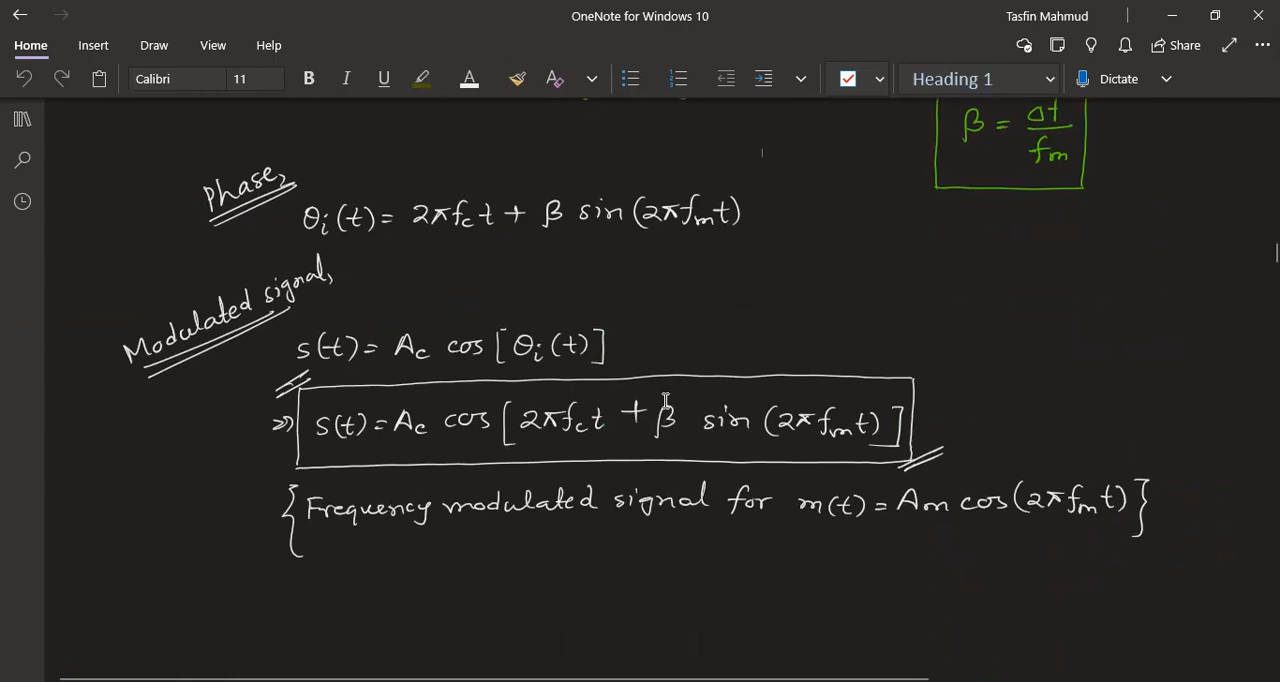 OneNote for Windows 10
Tasfin Mahmud
Home Insert Draw View Help
Share
Calibri 11 B I U A A Heading 1 Dictate
β = Δf / fm
Phase,
θi(t) = 2πfct + β sin(2πfmt)
Modulated signal,
s(t) = Ac cos[θi(t)]
=> s(t) = Ac cos[2πfct + β sin(2πfmt)]
{Frequency modulated signal for m(t) = Am cos(2πfmt)}